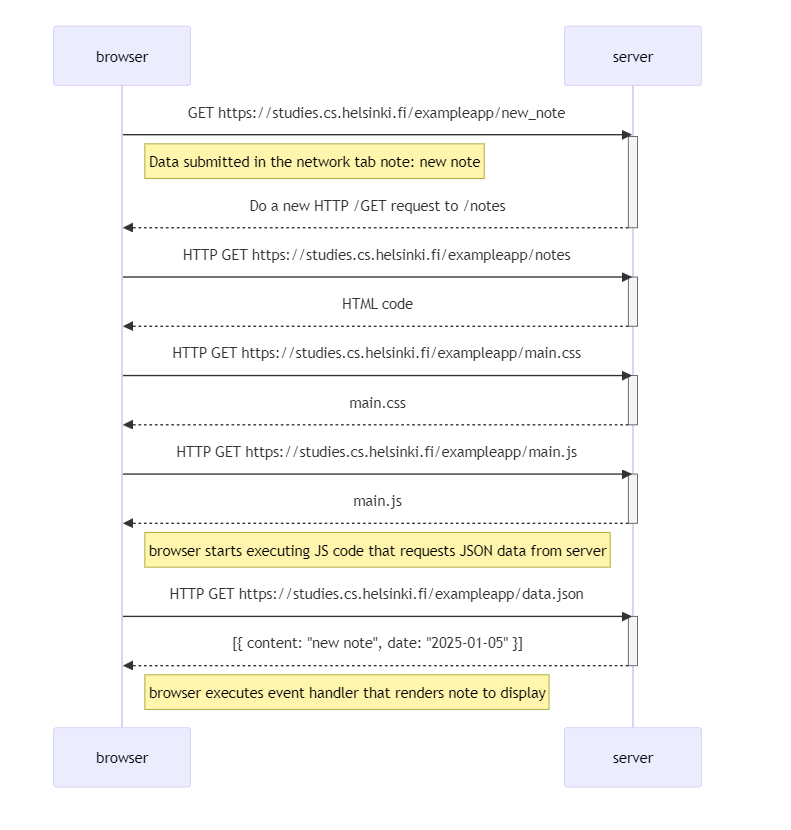 browser
server
GET https://studies.cs.helsinki.fi/exampleapp/new_note
Data submitted in the network tab note: new note
Do a new HTTP /GET request to /notes
HTTP GET https://studies.cs.helsinki.fi/exampleapp/notes
HTML code
HTTP GET https://studies.cs.helsinki.fi/exampleapp/main.css
main.css
HTTP GET https://studies.cs.helsinki.fi/exampleapp/main.js
main.js
browser starts executing JS code that requests JSON data from server
HTTP GET https://studies.cs.helsinki.fi/exampleapp/data.json
[{ content: "new note", date: "2025-01-05" }]
browser executes event handler that renders note to display
browser
server